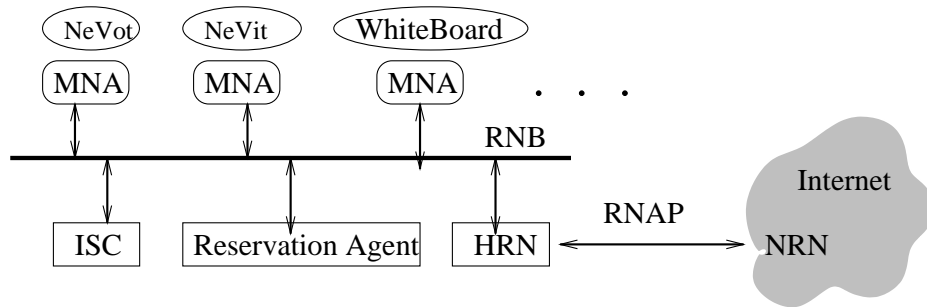 NeVot NeVit WhiteBoard
MNA MNA MNA . . .
RNB
Internet
RNAP
ISC Reservation Agent HRN NRN